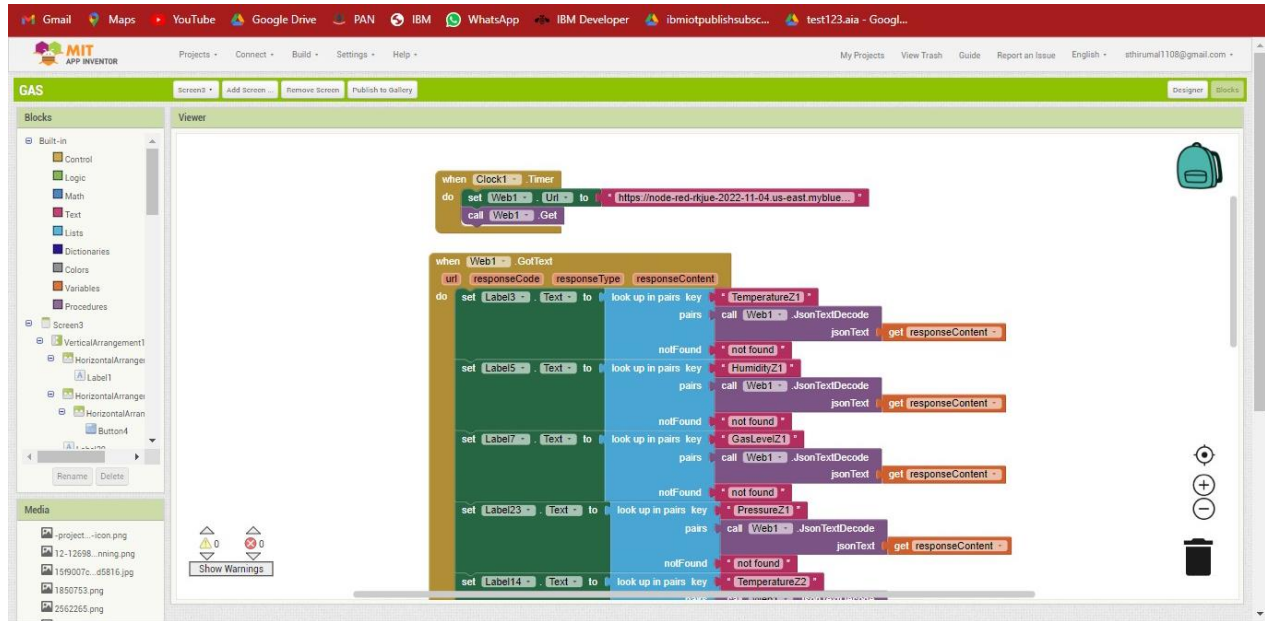 Gmail Maps YouTube Google Drive PAN IBM WhatsApp IBM Developer ibmiotpublishsubsc... test123.aia - Googl...
MIT
APP INVENTOR
Projects Connect Build Settings Help
My Projects View Trash Guide Report an Issue English sthirumal1108@gmail.com
GAS
Screen3 Add Screen ... Remove Screen Publish to Gallery
Designer Blocks
Blocks
Viewer
Built-in
Control
Logic
Math
Text
Lists
Dictionaries
Colors
Variables
Procedures
Screen3
VerticalArrangement1
HorizontalArranger
Label1
HorizontalArranger
HorizontalArran
Button4
Rename Delete
Media
-project...-icon.png
12-12698...nning.png
15f9007c...d5816.jpg
1850753.png
2562265.png
when Clock1 .Timer
do set Web1 . Url to " https://node-red-rkjue-2022-11-04.us-east.myblue... "
call Web1 .Get
when Web1 .GotText
url responseCode responseType responseContent
do set Label3 . Text to look up in pairs key " TemperatureZ1 "
pairs call Web1 .JsonTextDecode
jsonText get responseContent
notFound " not found "
set Label5 . Text to look up in pairs key " HumidityZ1 "
pairs call Web1 .JsonTextDecode
jsonText get responseContent
notFound " not found "
set Label7 . Text to look up in pairs key " GasLevelZ1 "
pairs call Web1 .JsonTextDecode
jsonText get responseContent
notFound " not found "
set Label23 . Text to look up in pairs key " PressureZ1 "
pairs call Web1 .JsonTextDecode
jsonText get responseContent
notFound " not found "
set Label14 . Text to look up in pairs key " TemperatureZ2 "
0 0
Show Warnings